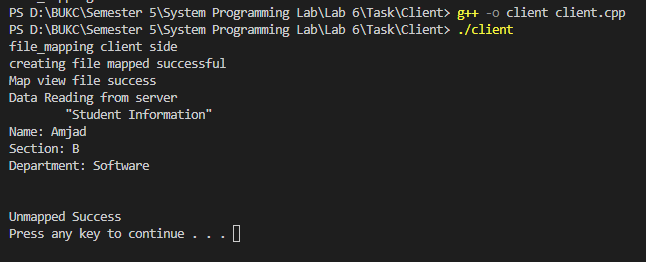 PS D:\BUKC\Semester 5\System Programming Lab\Lab 6\Task\Client> g++ -o client client.cpp
PS D:\BUKC\Semester 5\System Programming Lab\Lab 6\Task\Client> ./client
file_mapping client side
creating file mapped successful
Map view file success
Data Reading from server
"Student Information"
Name: Amjad
Section: B
Department: Software
Unmapped Success
Press any key to continue . . .